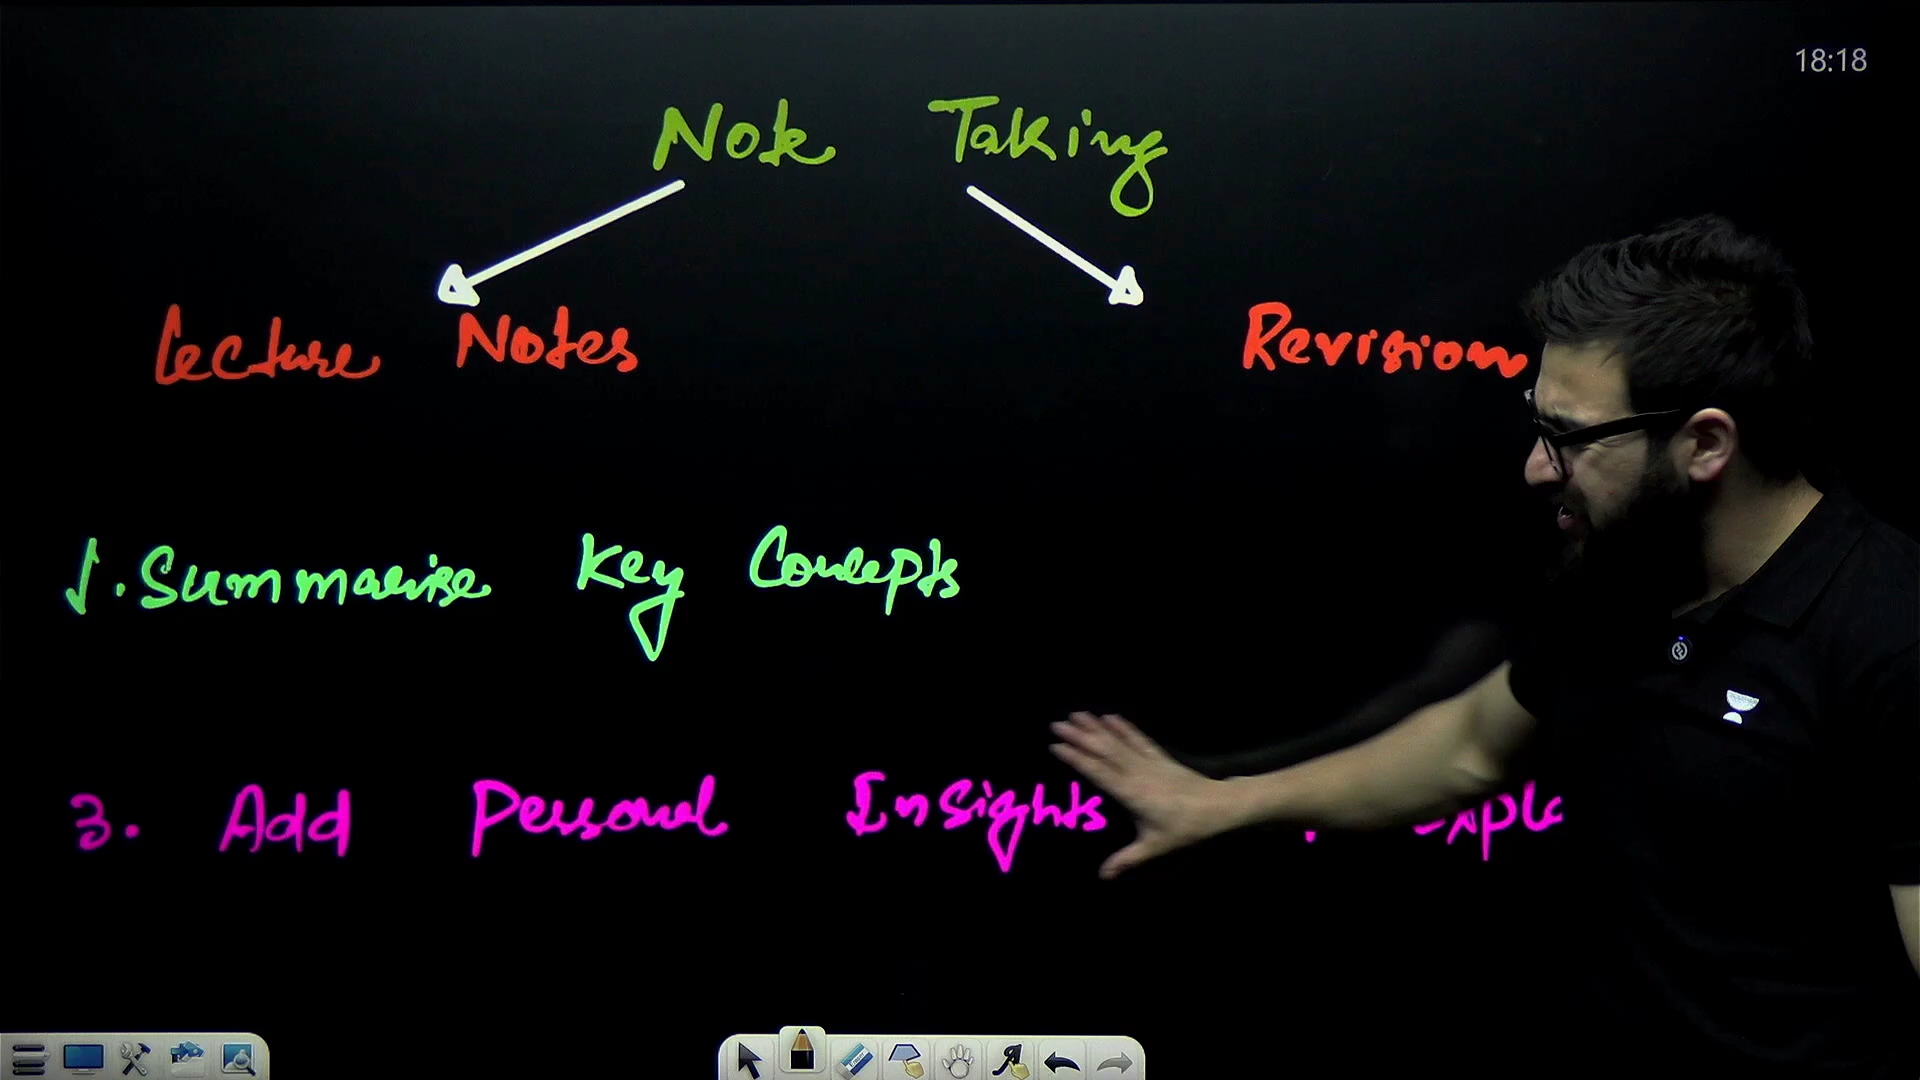 18:18
Note Taking
Lecture Notes Revision
1. Summarise Key Concepts
3. Add Personal Insights